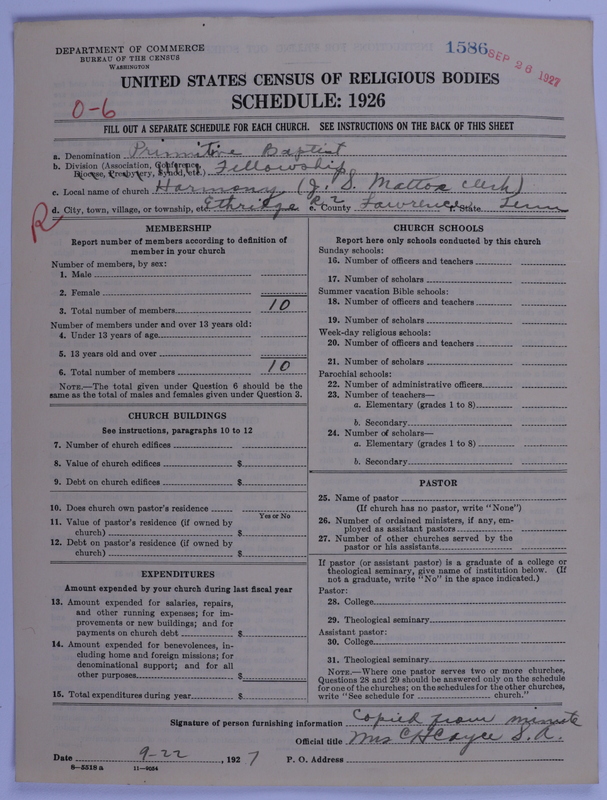 DEPARTMENT OF COMMERCE
BUREAU OF THE CENSUS
WASHINGTON
1586
SEP 26 1927
UNITED STATES CENSUS OF RELIGIOUS BODIES
SCHEDULE: 1926
0-6
FILL OUT A SEPARATE SCHEDULE FOR EACH CHURCH. SEE INSTRUCTIONS ON THE BACK OF THIS SHEET
a. Denomination Primitive Baptist
b. Division (Association, Conference, Fellowship
Diocese, Presbytery, Synod, etc.)
c. Local name of church Harmony (J. S. Mattox clerk)
d. City, town, village, or township, etc. Ethridge R 2 e. County Lawrence f. State Tenn
R
MEMBERSHIP
Report number of members according to definition of
member in your church
Number of members, by sex:
1. Male
2. Female
3. Total number of members 10
Number of members under and over 13 years old:
4. Under 13 years of age
5. 13 years old and over
6. Total number of members 10
NOTE.—The total given under Question 6 should be the
same as the total of males and females given under Question 3.
CHURCH BUILDINGS
See instructions, paragraphs 10 to 12
7. Number of church edifices
8. Value of church edifices $
9. Debt on church edifices $
10. Does church own pastor's residence
Yes or No
11. Value of pastor's residence (if owned by
church) $
12. Debt on pastor's residence (if owned by
church) $
EXPENDITURES
Amount expended by your church during last fiscal year
13. Amount expended for salaries, repairs,
and other running expenses; for im-
provements or new buildings; and for
payments on church debt $
14. Amount expended for benevolences, in-
cluding home and foreign missions; for
denominational support; and for all
other purposes $
15. Total expenditures during year $
CHURCH SCHOOLS
Report here only schools conducted by this church
Sunday schools:
16. Number of officers and teachers
17. Number of scholars
Summer vacation Bible schools:
18. Number of officers and teachers
19. Number of scholars
Week-day religious schools:
20. Number of officers and teachers
21. Number of scholars
Parochial schools:
22. Number of administrative officers
23. Number of teachers—
a. Elementary (grades 1 to 8)
b. Secondary
24. Number of scholars—
a. Elementary (grades 1 to 8)
b. Secondary
PASTOR
25. Name of pastor
(If church has no pastor, write "None")
26. Number of ordained ministers, if any, em-
ployed as assistant pastors
27. Number of other churches served by the
pastor or his assistants
If pastor (or assistant pastor) is a graduate of a college or
theological seminary, give name of institution below. (If
not a graduate, write "No" in the space indicated.)
Pastor:
28. College
29. Theological seminary
Assistant pastor:
30. College
31. Theological seminary
NOTE.—Where one pastor serves two or more churches,
Questions 28 and 29 should be answered only on the schedule
for one of the churches; on the schedules for the other churches,
write "See schedule for church."
Signature of person furnishing information Copied from minute
Official title Mrs C H Cayce S. A.
Date 9-22, 1927 P. O. Address
8-5518 a 11-9034